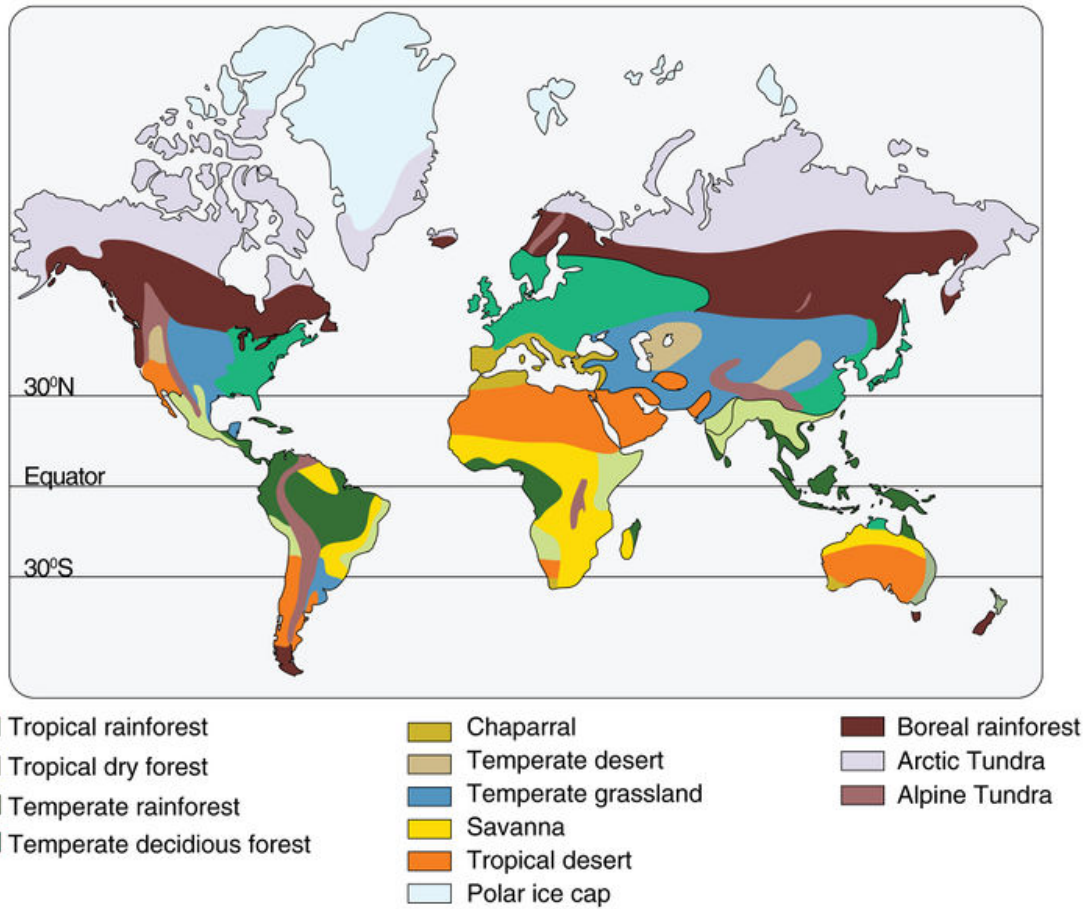 30⁰N
Equator
30⁰S
Tropical rainforest
Tropical dry forest
Temperate rainforest
Temperate decidious forest
Chaparral
Temperate desert
Temperate grassland
Savanna
Tropical desert
Polar ice cap
Boreal rainforest
Arctic Tundra
Alpine Tundra